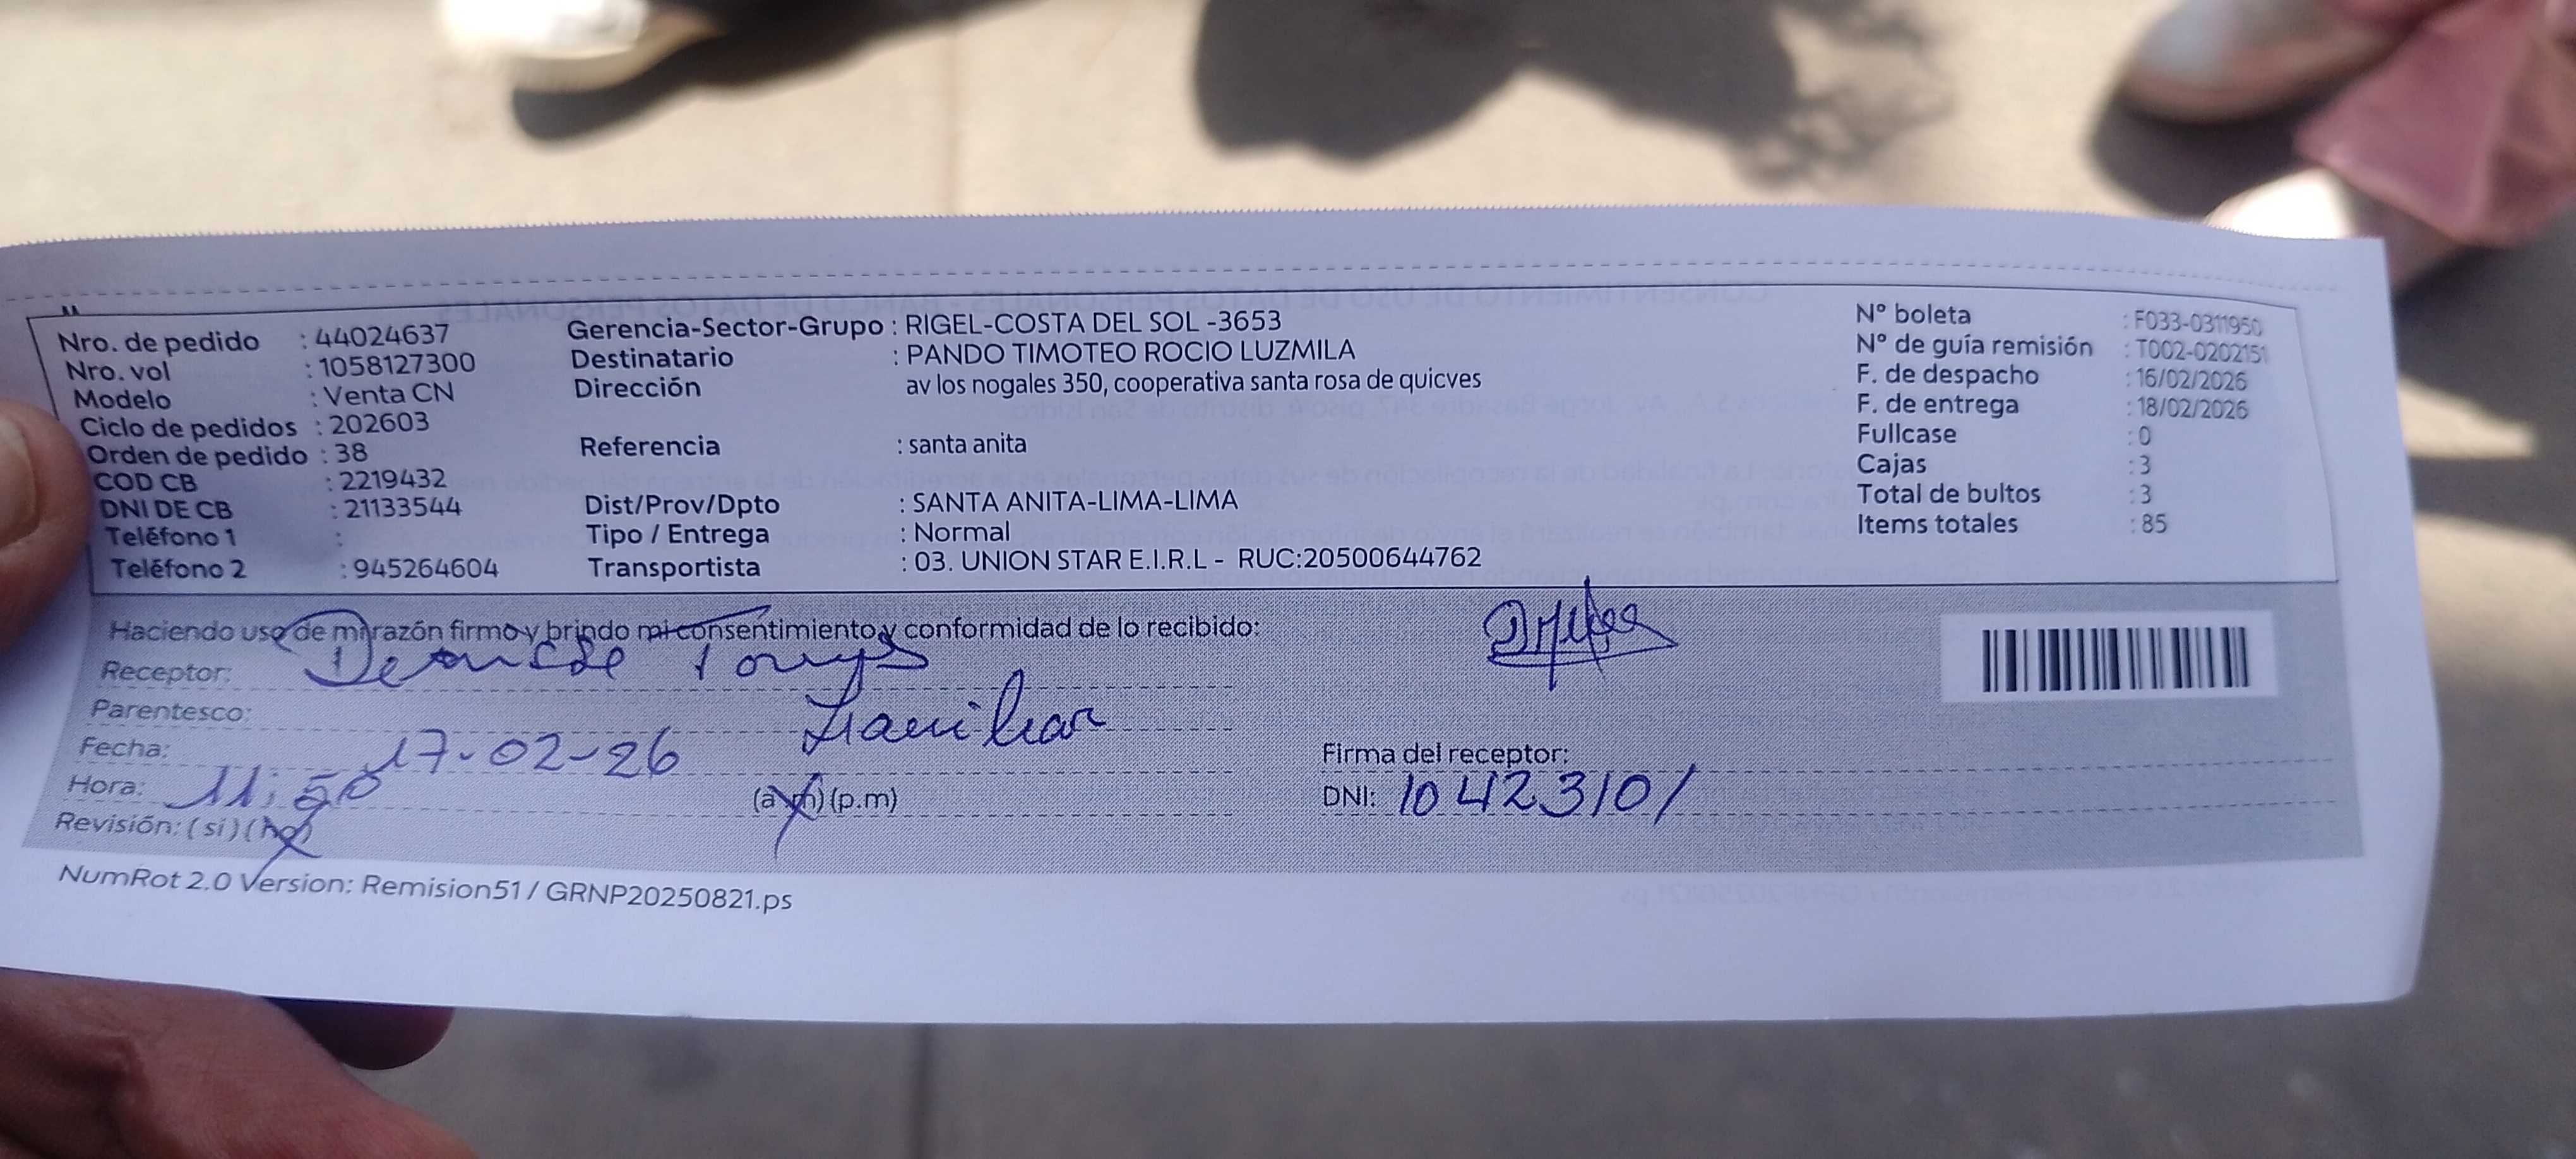 Nro. de pedido : 44024637
Nro. vol : 1058127300
Modelo : Venta CN
Ciclo de pedidos : 202603
Orden de pedido : 38
COD CB : 2219432
DNI DE CB : 21133544
Teléfono 1 :
Teléfono 2 : 945264604
Gerencia-Sector-Grupo : RIGEL-COSTA DEL SOL -3653
Destinatario : PANDO TIMOTEO ROCIO LUZMILA
Dirección av los nogales 350, cooperativa santa rosa de quicves
Referencia : santa anita
Dist/Prov/Dpto : SANTA ANITA-LIMA-LIMA
Tipo / Entrega : Normal
Transportista : 03. UNION STAR E.I.R.L - RUC:20500644762
N° boleta : F033-0311950
N° de guía remisión : T002-0202151
F. de despacho : 16/02/2026
F. de entrega : 18/02/2026
Fullcase : 0
Cajas : 3
Total de bultos : 3
Items totales : 85
Haciendo uso de mi razón firmo y brindo mi consentimiento y conformidad de lo recibido:
Receptor:
Parentesco: Familiar
Fecha: 17-02-26
Hora: 11:50 (a.m) (p.m)
Revisión: (si) (no)
Firma del receptor:
DNI: 10423101
NumRot 2.0 Version: Remision51 / GRNP20250821.ps